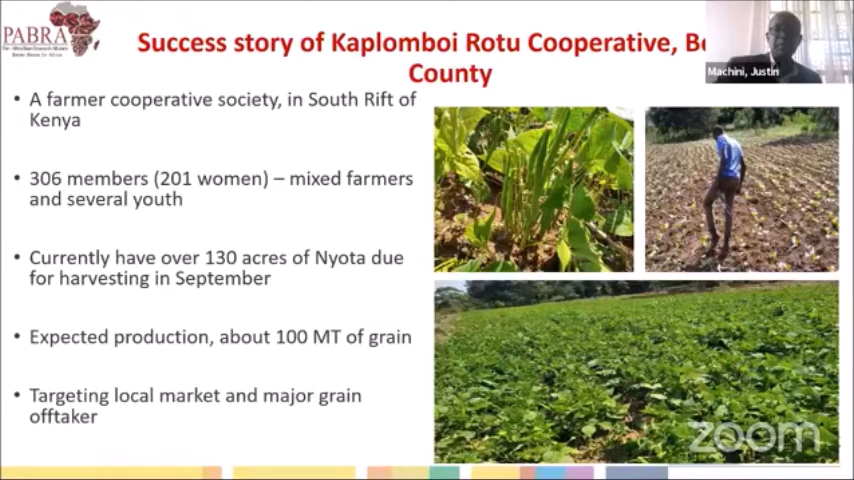 PABRA
Success story of Kaplomboi Rotu Cooperative,
County
Machini, Justin
• A farmer cooperative society, in South Rift of
Kenya
• 306 members (201 women) – mixed farmers
and several youth
• Currently have over 130 acres of Nyota due
for harvesting in September
• Expected production, about 100 MT of grain
• Targeting local market and major grain
offtaker
zoom